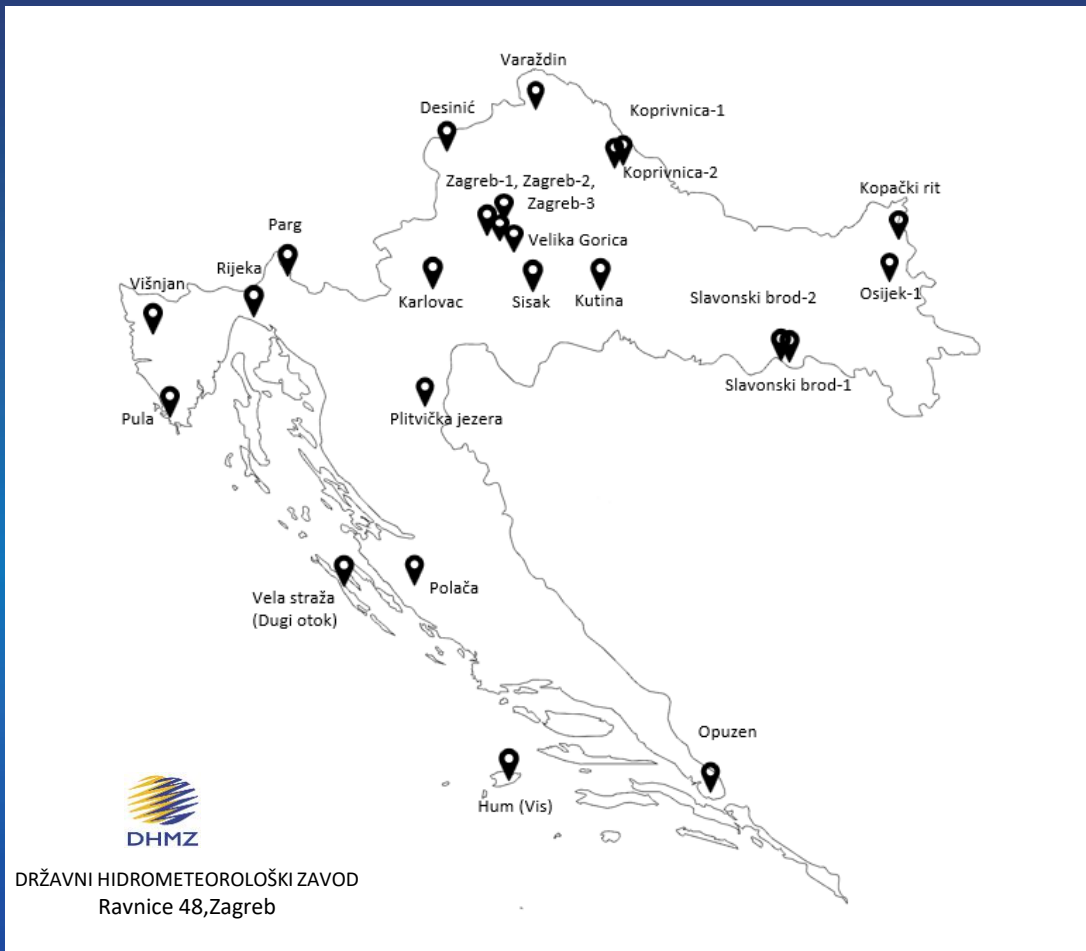 Varaždin
Desinić
Koprivnica-1
Koprivnica-2
Zagreb-1, Zagreb-2,
Zagreb-3
Kopački rit
Parg
Velika Gorica
Rijeka
Višnjan
Karlovac
Sisak
Kutina
Slavonski brod-2
Osijek-1
Slavonski brod-1
Pula
Plitvička jezera
Polača
Vela straža
(Dugi otok)
Opuzen
Hum (Vis)
DHMZ
DRŽAVNI HIDROMETEOROLOŠKI ZAVOD
Ravnice 48,Zagreb